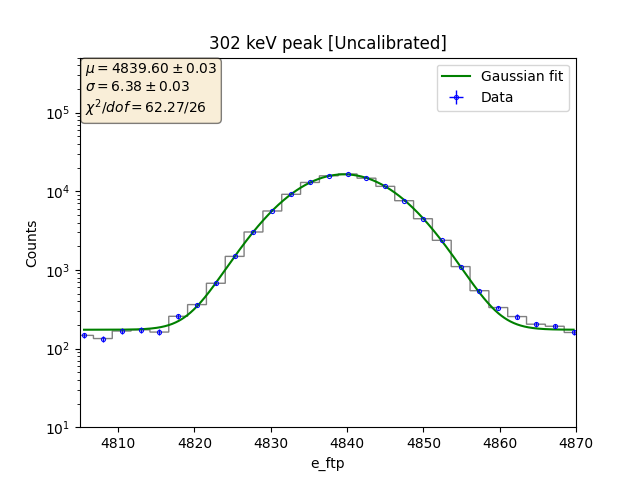 302 keV peak [Uncalibrated]
μ = 4839.60 ± 0.03
σ = 6.38 ± 0.03
χ²/dof = 62.27/26
Gaussian fit
Data
10⁵
10⁴
10³
10²
10¹
Counts
4810 4820 4830 4840 4850 4860 4870
e_ftp